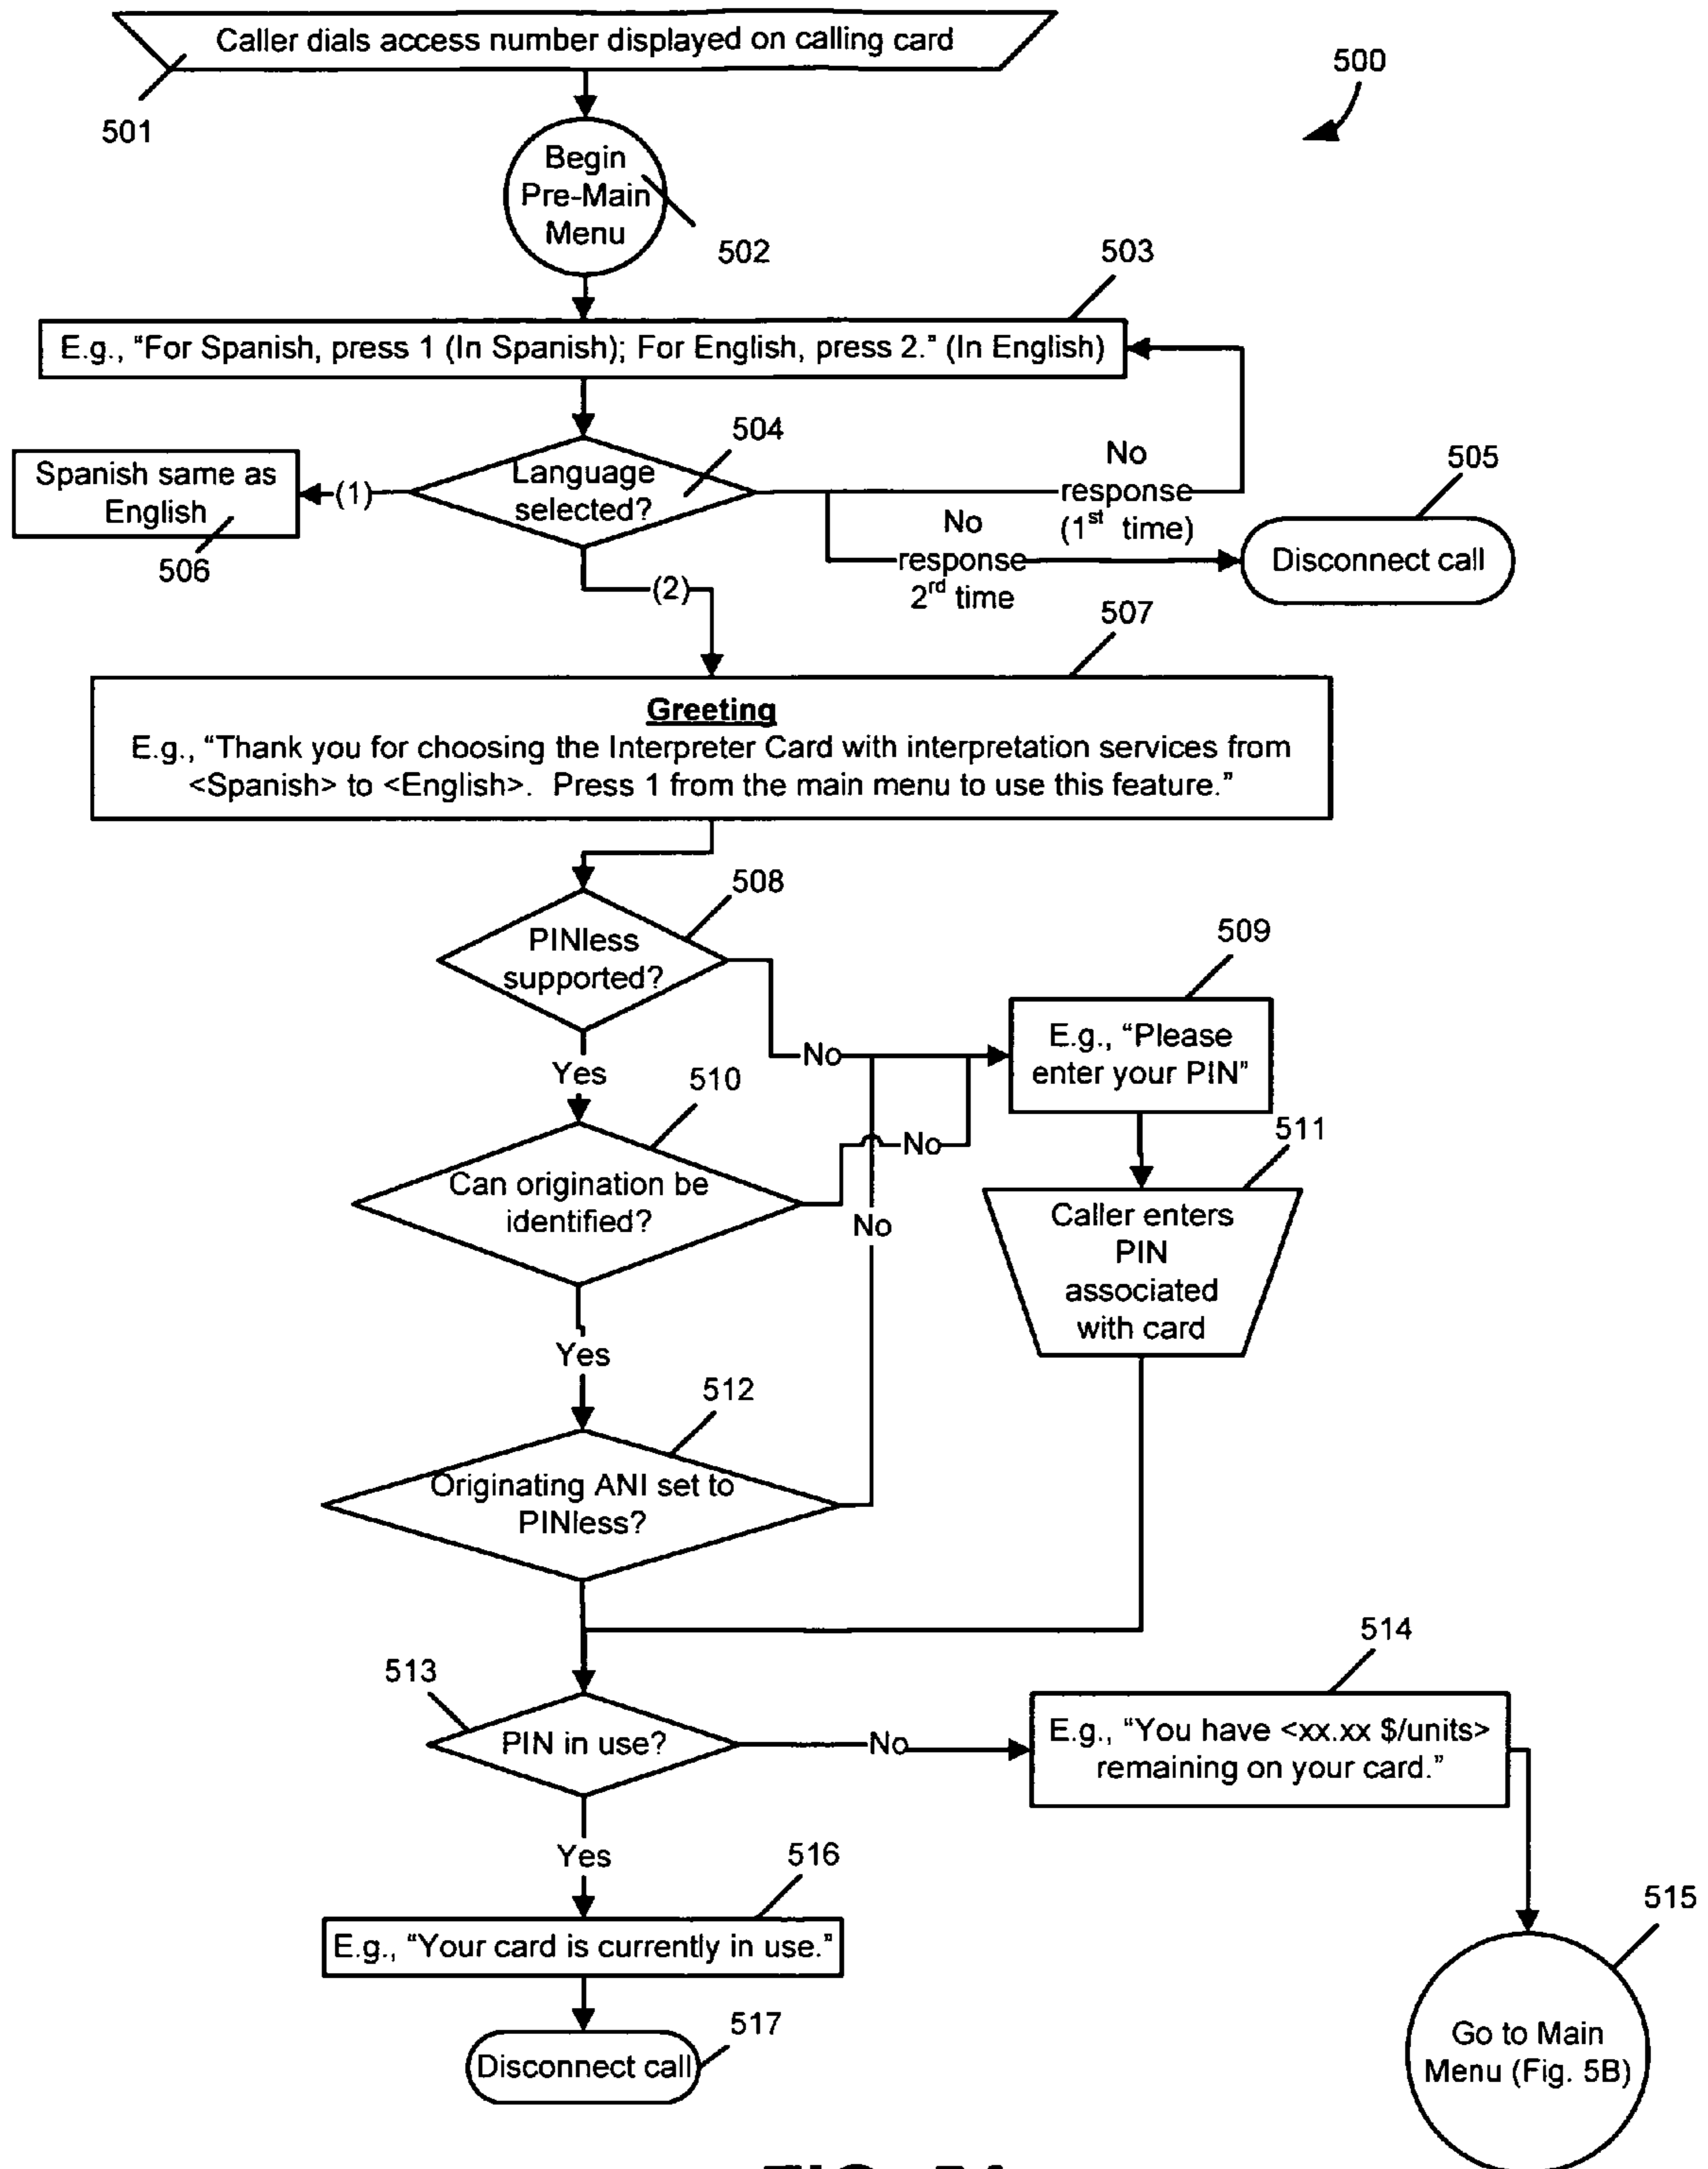 Caller dials access number displayed on calling card
500
501
Begin
Pre-Main
Menu
502
503
E.g., “For Spanish, press 1 (In Spanish); For English, press 2.” (In English)
504
Language
selected?
(1)
Spanish same as
English
506
No
response
(1st time)
No
response
2rd time
505
Disconnect call
(2)
507
Greeting
E.g., “Thank you for choosing the Interpreter Card with interpretation services from
<Spanish> to <English>. Press 1 from the main menu to use this feature.”
508
PINless
supported?
No
Yes
509
E.g., “Please
enter your PIN”
510
Can origination be
identified?
No
No
Yes
511
Caller enters
PIN
associated
with card
512
Originating ANI set to
PINless?
513
PIN in use?
No
514
E.g., “You have <xx.xx $/units>
remaining on your card.”
Yes
516
E.g., “Your card is currently in use.”
515
Go to Main
Menu (Fig. 5B)
517
Disconnect call